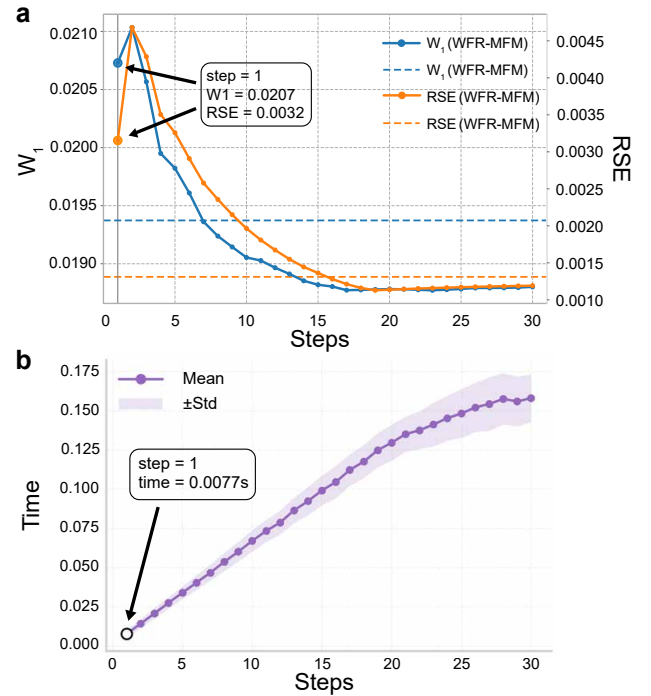 a
0.0210
0.0205
0.0200
0.0195
0.0190
W1
0.0045
0.0040
0.0035
0.0030
0.0025
0.0020
0.0015
0.0010
RSE
W1 (WFR-MFM)
W1 (WFR-MFM)
RSE (WFR-MFM)
RSE (WFR-MFM)
step = 1
W1 = 0.0207
RSE = 0.0032
0 5 10 15 20 25 30
Steps
b
0.175
0.150
0.125
0.100
0.075
0.050
0.025
0.000
Time
Mean
±Std
step = 1
time = 0.0077s
0 5 10 15 20 25 30
Steps